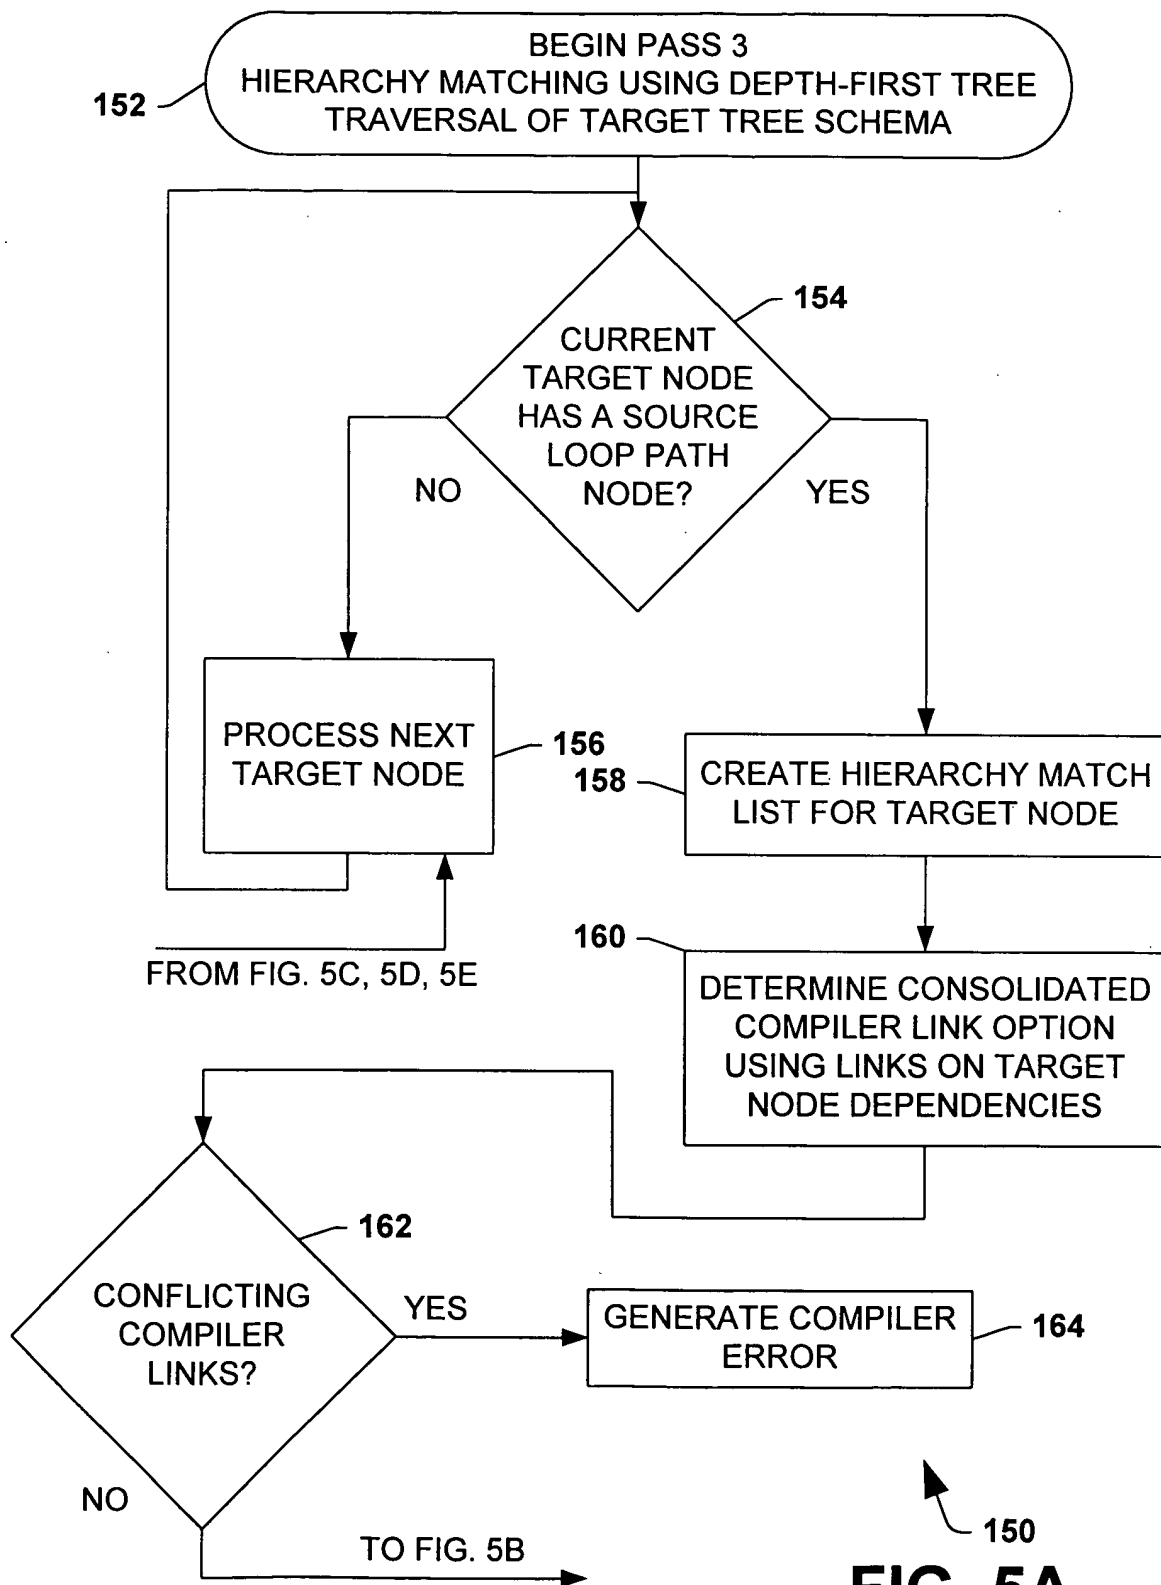 BEGIN PASS 3
HIERARCHY MATCHING USING DEPTH-FIRST TREE
TRAVERSAL OF TARGET TREE SCHEMA
152
154
CURRENT
TARGET NODE
HAS A SOURCE
LOOP PATH
NODE?
NO
YES
PROCESS NEXT
TARGET NODE
156
158
CREATE HIERARCHY MATCH
LIST FOR TARGET NODE
FROM FIG. 5C, 5D, 5E
160
DETERMINE CONSOLIDATED
COMPILER LINK OPTION
USING LINKS ON TARGET
NODE DEPENDENCIES
162
CONFLICTING
COMPILER
LINKS?
YES
GENERATE COMPILER
ERROR
164
NO
TO FIG. 5B
150
FIG. 5A